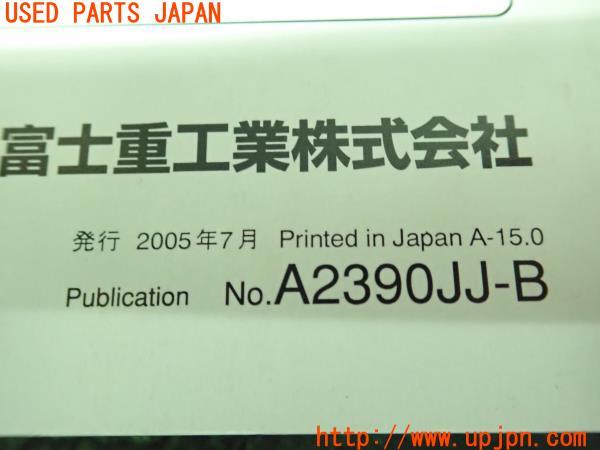 USED PARTS JAPAN
富士重工業株式会社
発行 2005年7月 Printed in Japan A-15.0
Publication No.A2390JJ-B
UPJ
http://www.upjpn.com/